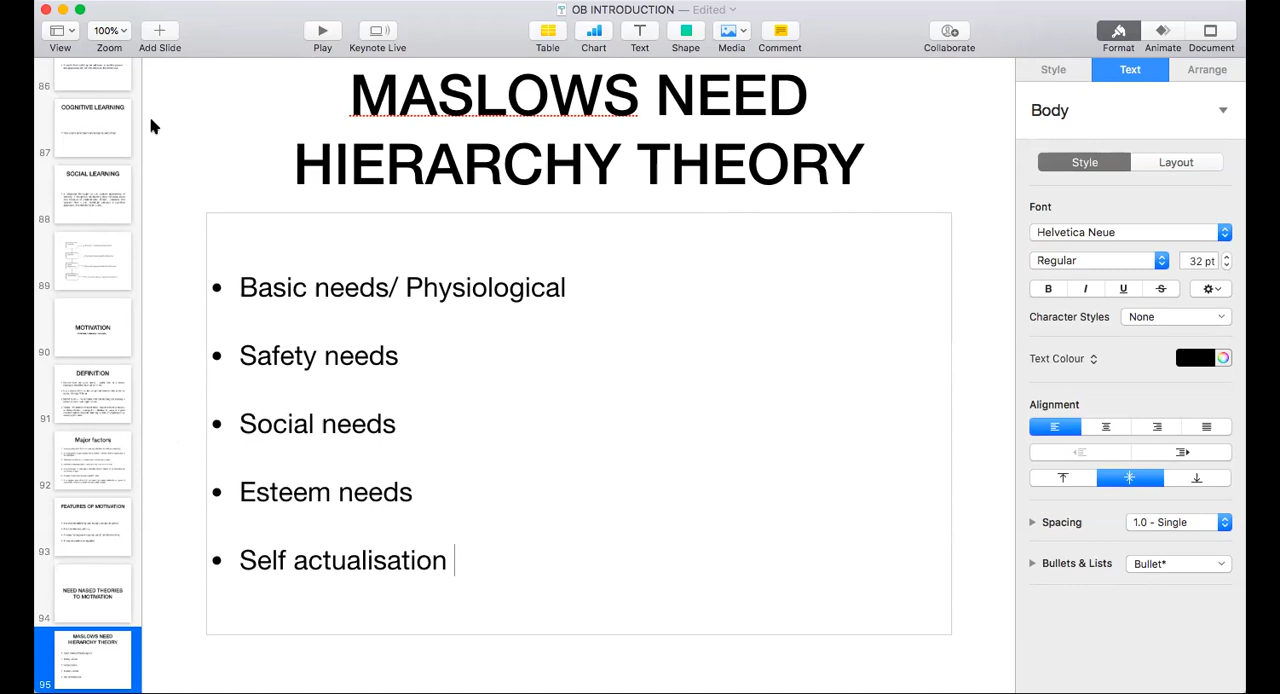 OB INTRODUCTION — Edited
View
100%
Zoom
Add Slide
Play
Keynote Live
Table
Chart
Text
Shape
Media
Comment
Collaborate
Format
Animate
Document
86
COGNITIVE LEARNING
87
SOCIAL LEARNING
88
89
MOTIVATION
90
DEFINITION
91
Major factors
92
FEATURES OF MOTIVATION
93
NEED NASED THEORIES
TO MOTIVATION
94
MASLOWS NEED
HIERARCHY THEORY
95
MASLOWS NEED
HIERARCHY THEORY
• Basic needs/ Physiological
• Safety needs
• Social needs
• Esteem needs
• Self actualisation
Style
Text
Arrange
Body
Style
Layout
Font
Helvetica Neue
Regular
32 pt
B I U S
Character Styles
None
Text Colour
Alignment
Spacing
1.0 - Single
Bullets & Lists
Bullet*